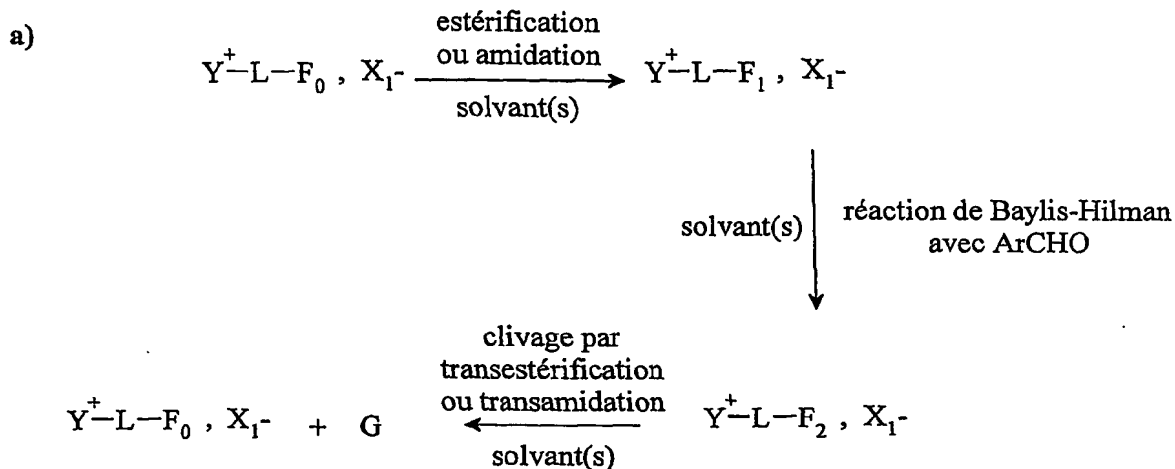 a)
estérification
ou amidation
Y⁺—L—F₀ , X₁-
solvant(s)
Y⁺—L—F₁ , X₁-
solvant(s)
réaction de Baylis-Hilman
avec ArCHO
clivage par
transestérification
ou transamidation
Y⁺—L—F₀ , X₁- + G
solvant(s)
Y⁺—L—F₂ , X₁-